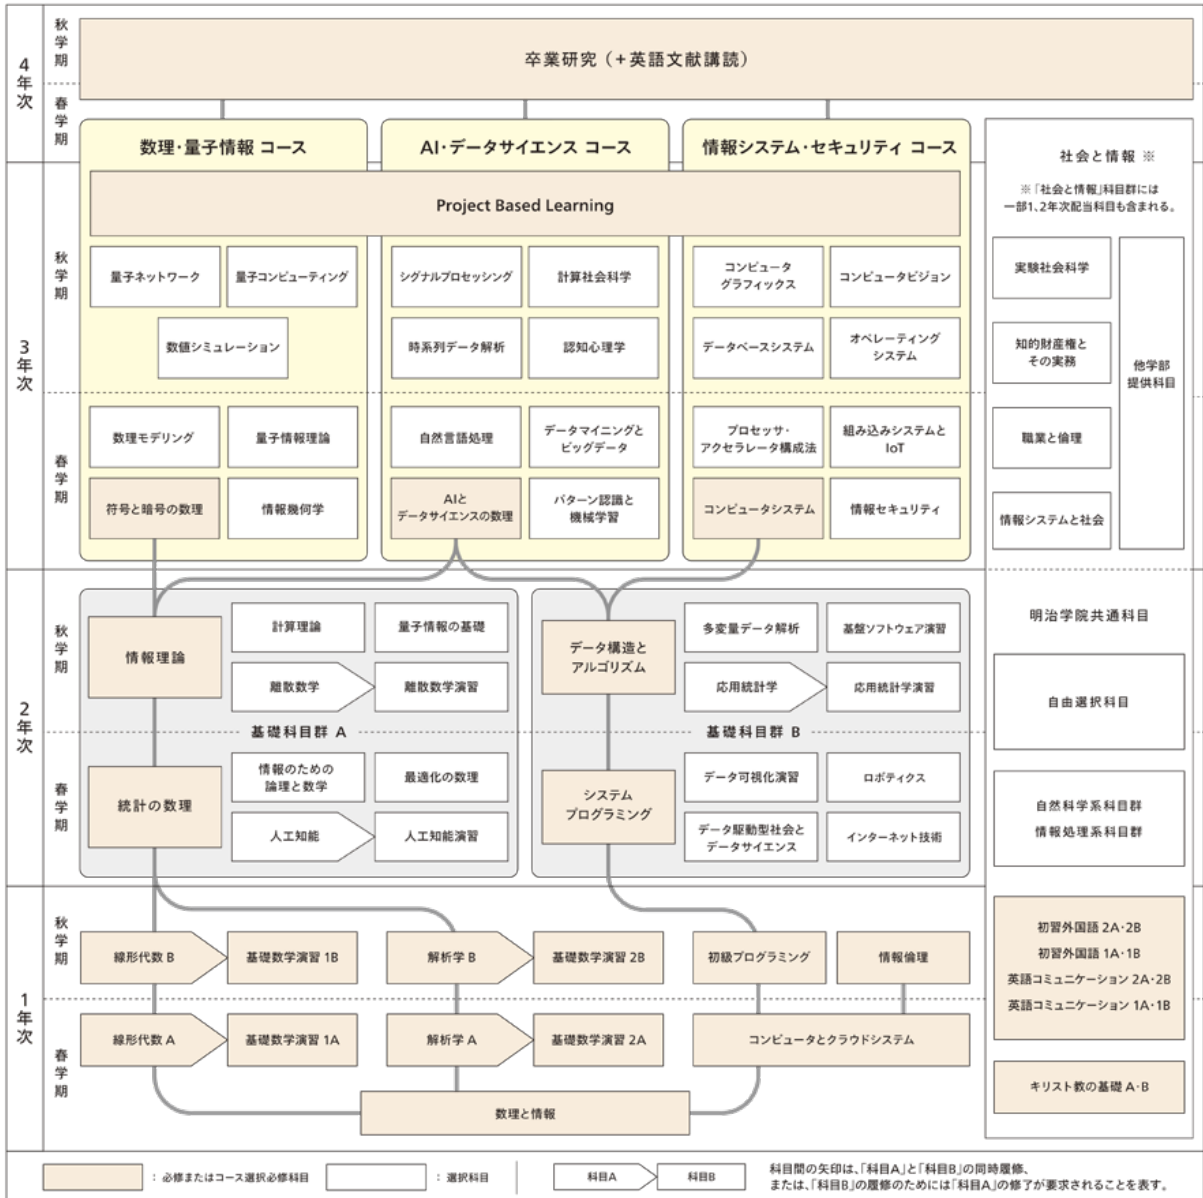 4年次
秋学期
春学期
卒業研究（+英語文献講読）
数理・量子情報 コース
AI・データサイエンス コース
情報システム・セキュリティ コース
3年次
秋学期
春学期
Project Based Learning
量子ネットワーク
量子コンピューティング
数値シミュレーション
シグナルプロセッシング
計算社会科学
時系列データ解析
認知心理学
コンピュータ
グラフィックス
コンピュータビジョン
データベースシステム
オペレーティング
システム
数理モデリング
量子情報理論
符号と暗号の数理
情報幾何学
自然言語処理
データマイニングと
ビッグデータ
AIと
データサイエンスの数理
パターン認識と
機械学習
プロセッサ・
アクセラレータ構成法
組み込みシステムと
IoT
コンピュータシステム
情報セキュリティ
社会と情報 ※
※「社会と情報」科目群には
一部1、2年次配当科目も含まれる。
実験社会科学
知的財産権と
その実務
職業と倫理
情報システムと社会
他学部
提供科目
2年次
秋学期
春学期
情報理論
計算理論
量子情報の基礎
離散数学
離散数学演習
基礎科目群 A
統計の数理
情報のための
論理と数学
最適化の数理
人工知能
人工知能演習
データ構造と
アルゴリズム
多変量データ解析
基盤ソフトウェア演習
応用統計学
応用統計学演習
基礎科目群 B
システム
プログラミング
データ可視化演習
ロボティクス
データ駆動型社会と
データサイエンス
インターネット技術
明治学院共通科目
自由選択科目
自然科学系科目群
情報処理系科目群
1年次
秋学期
春学期
線形代数 B
基礎数学演習 1B
解析学 B
基礎数学演習 2B
初級プログラミング
情報倫理
線形代数 A
基礎数学演習 1A
解析学 A
基礎数学演習 2A
コンピュータとクラウドシステム
数理と情報
初習外国語 2A・2B
初習外国語 1A・1B
英語コミュニケーション 2A・2B
英語コミュニケーション 1A・1B
キリスト教の基礎 A・B
：必修またはコース選択必修科目
：選択科目
科目A
科目B
科目間の矢印は、「科目A」と「科目B」の同時履修、
または、「科目B」の履修のためには「科目A」の修了が要求されることを表す。